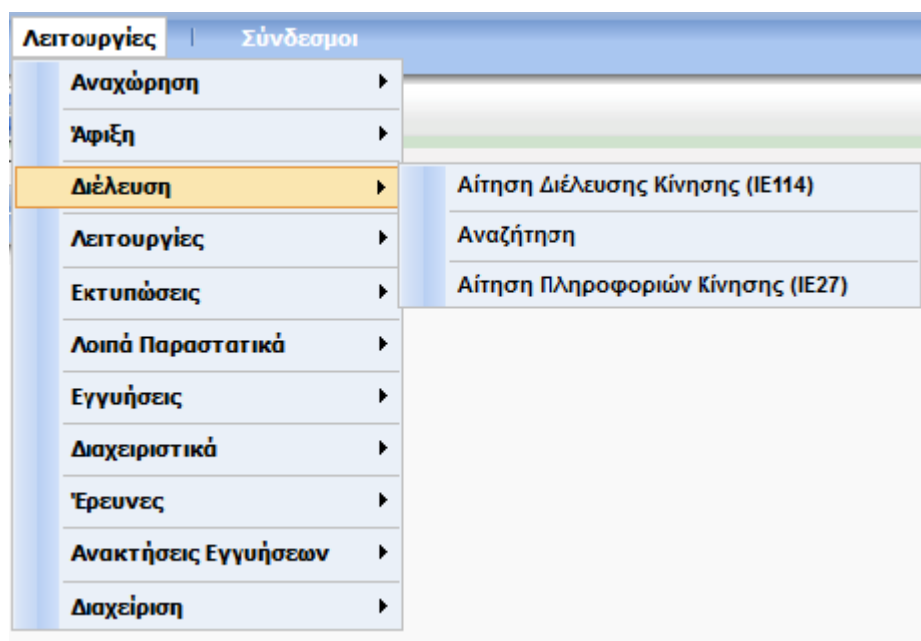 Λειτουργίες | Σύνδεσμοι
Αναχώρηση
Άφιξη
Διέλευση
Αίτηση Διέλευσης Κίνησης (IE114)
Αναζήτηση
Αίτηση Πληροφοριών Κίνησης (IE27)
Λειτουργίες
Εκτυπώσεις
Λοιπά Παραστατικά
Εγγυήσεις
Διαχειριστικά
Έρευνες
Ανακτήσεις Εγγυήσεων
Διαχείριση